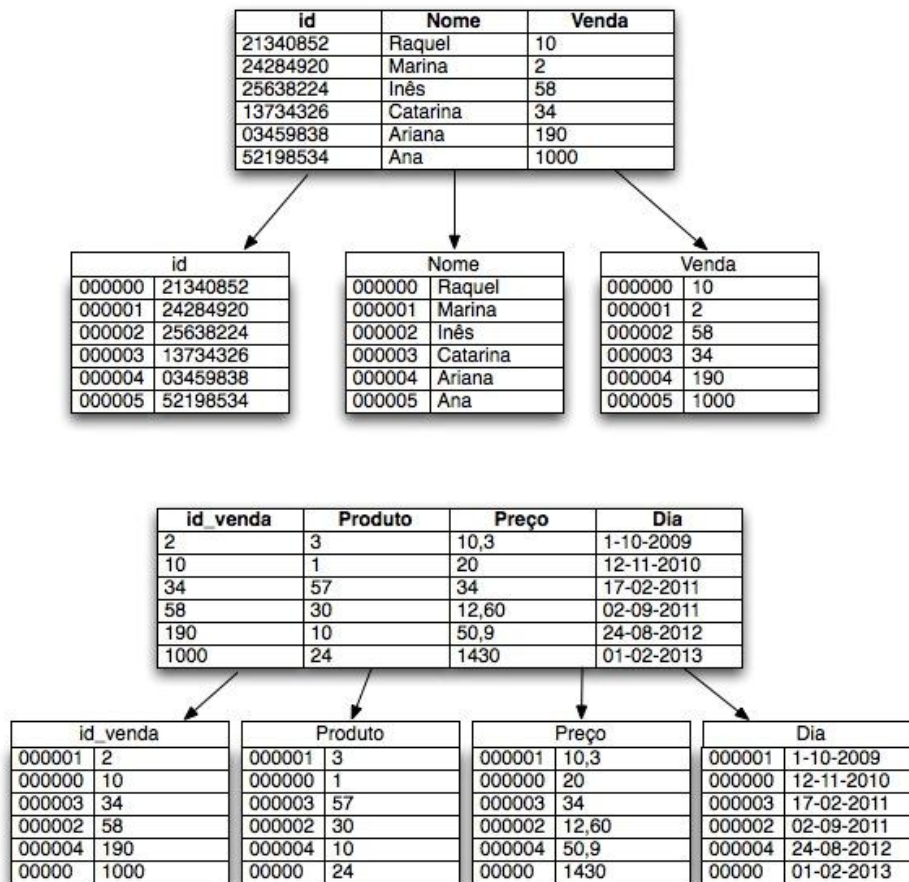 id Nome Venda
21340852 Raquel 10
24284920 Marina 2
25638224 Inês 58
13734326 Catarina 34
03459838 Ariana 190
52198534 Ana 1000
id Nome Venda
000000 21340852 000000 Raquel 000000 10
000001 24284920 000001 Marina 000001 2
000002 25638224 000002 Inês 000002 58
000003 13734326 000003 Catarina 000003 34
000004 03459838 000004 Ariana 000004 190
000005 52198534 000005 Ana 000005 1000
id_venda Produto Preço Dia
2 3 10,3 1-10-2009
10 1 20 12-11-2010
34 57 34 17-02-2011
58 30 12,60 02-09-2011
190 10 50,9 24-08-2012
1000 24 1430 01-02-2013
id_venda Produto Preço Dia
000001 2 000001 3 000001 10,3 000001 1-10-2009
000000 10 000000 1 000000 20 000000 12-11-2010
000003 34 000003 57 000003 34 000003 17-02-2011
000002 58 000002 30 000002 12,60 000002 02-09-2011
000004 190 000004 10 000004 50,9 000004 24-08-2012
00000 1000 00000 24 00000 1430 00000 01-02-2013